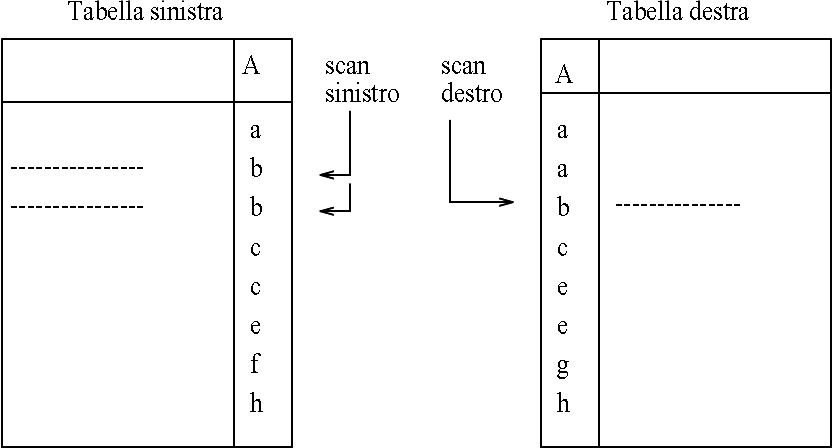 Tabella sinistra
Tabella destra
A
scan
sinistro
scan
destro
A
a
b
b
c
c
e
f
h
a
a
b
c
e
e
g
h